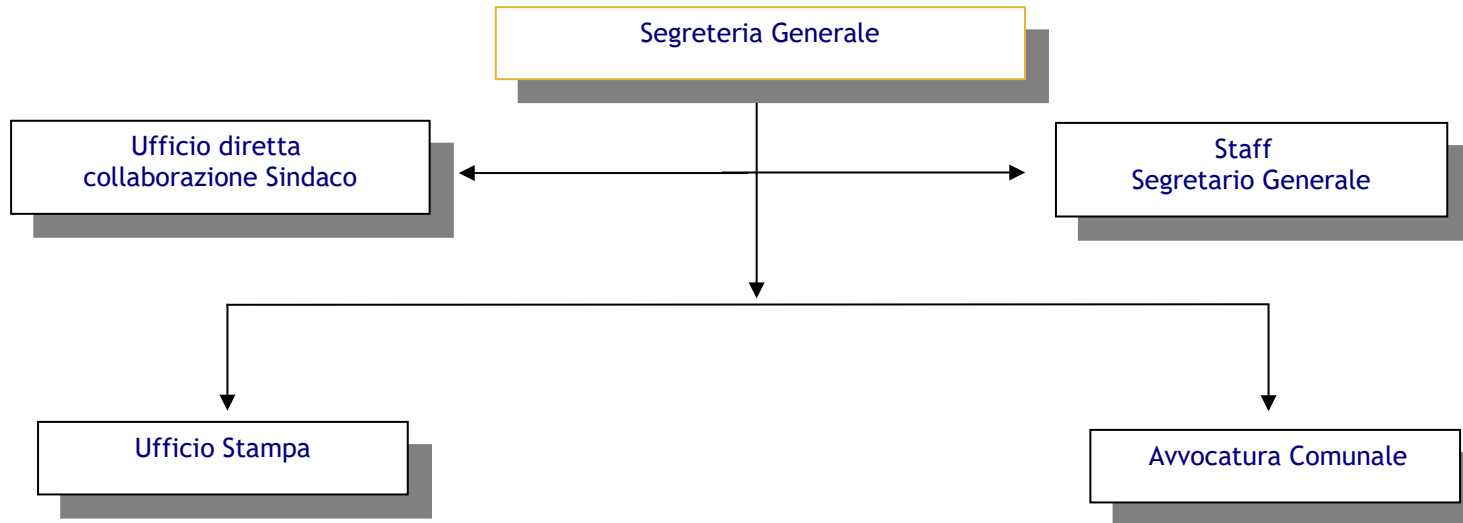 Segreteria Generale
Ufficio diretta
collaborazione Sindaco
Staff
Segretario Generale
Ufficio Stampa
Avvocatura Comunale